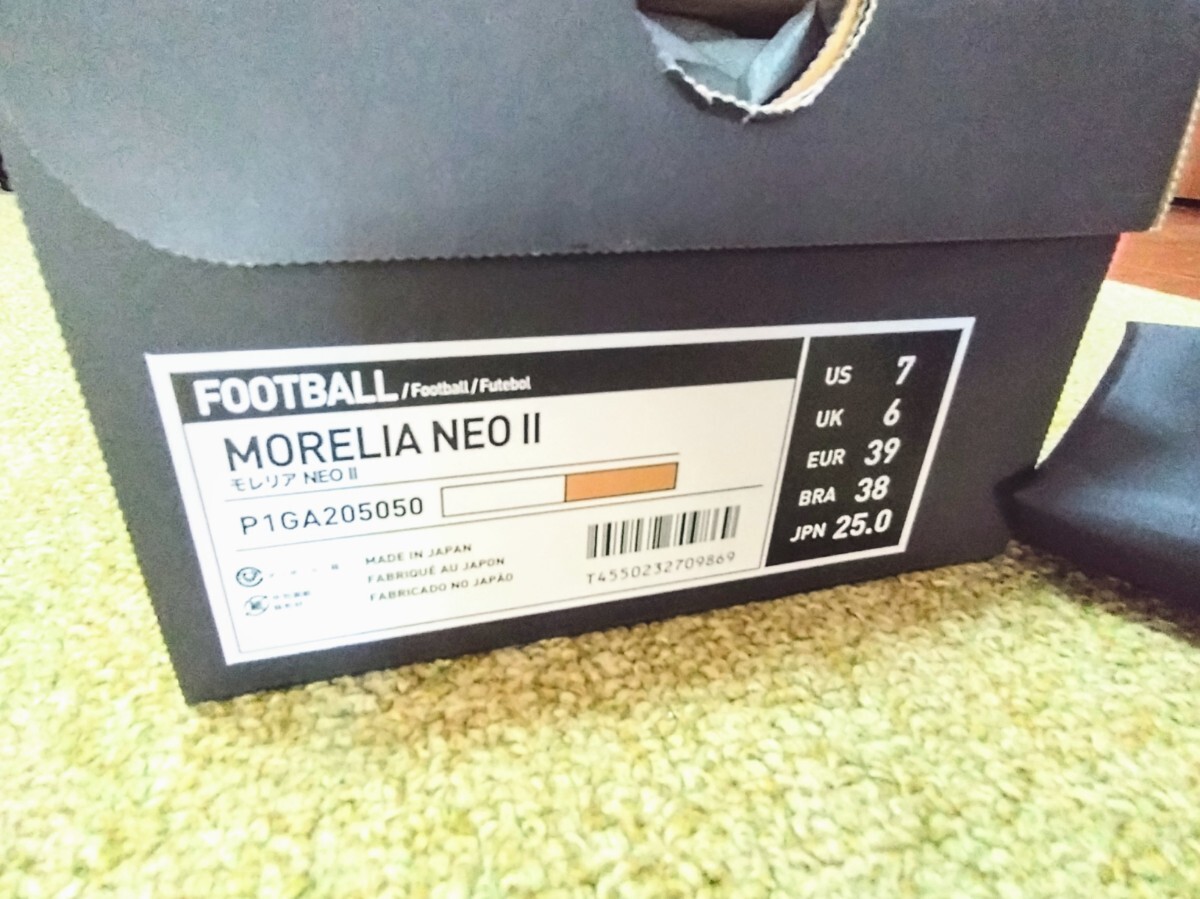 FOOTBALL / Football / Futebol
MORELIA NEO II
モレリア NEO II
P1GA205050
MADE IN JAPAN
FABRIQUÉ AU JAPON
FABRICADO NO JAPÃO
T4550232709869
US 7
UK 6
EUR 39
BRA 38
JPN 25.0